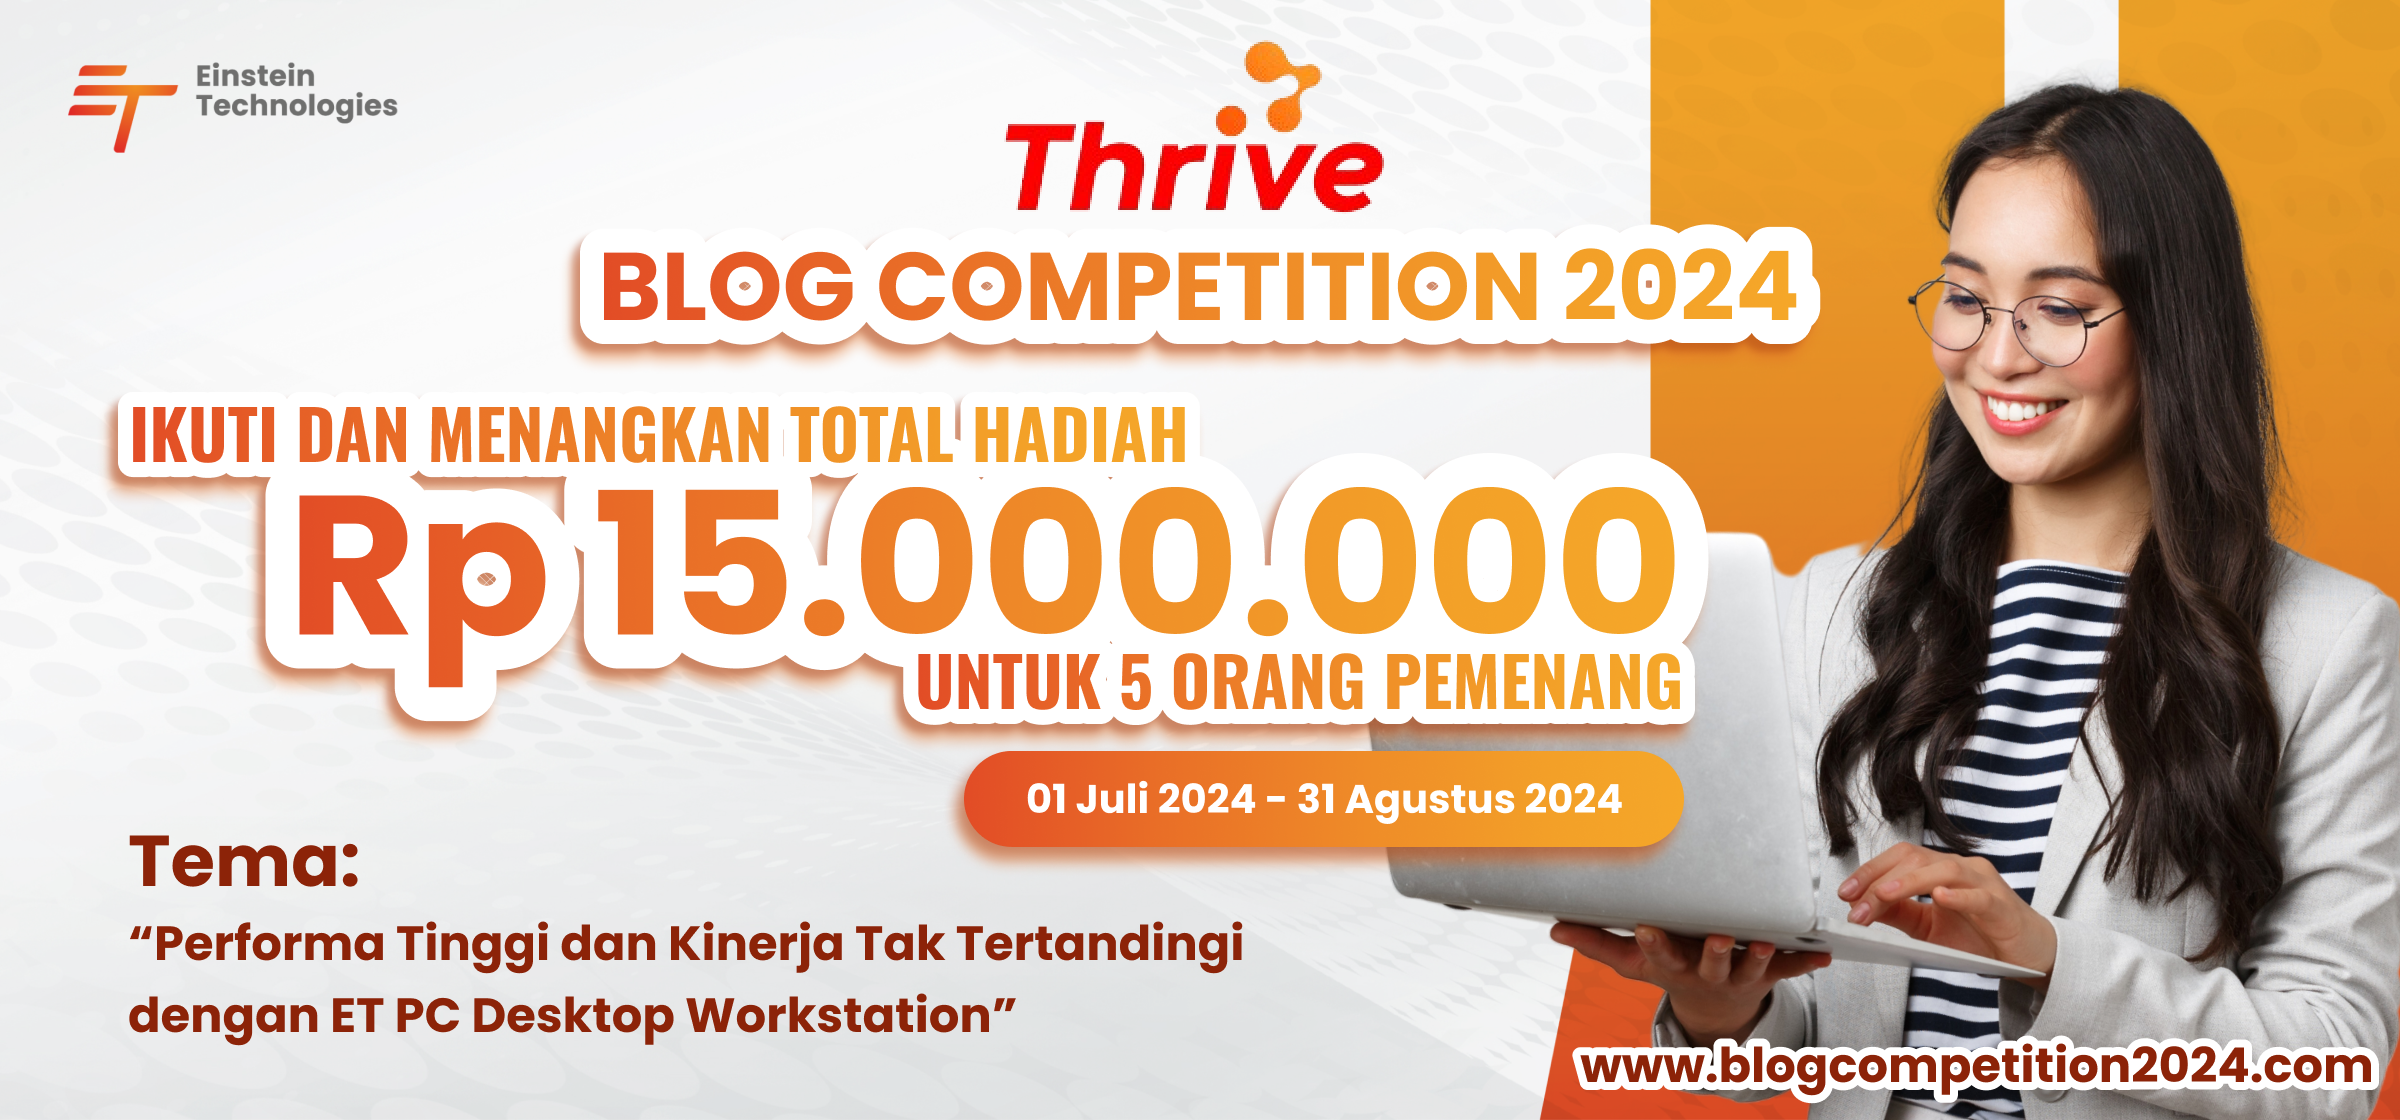 Einstein
Technologies
Thrive
BLOG COMPETITION 2024
IKUTI DAN MENANGKAN TOTAL HADIAH
Rp 15.000.000
UNTUK 5 ORANG PEMENANG
01 Juli 2024 - 31 Agustus 2024
Tema:
“Performa Tinggi dan Kinerja Tak Tertandingi
dengan ET PC Desktop Workstation”
www.blogcompetition2024.com